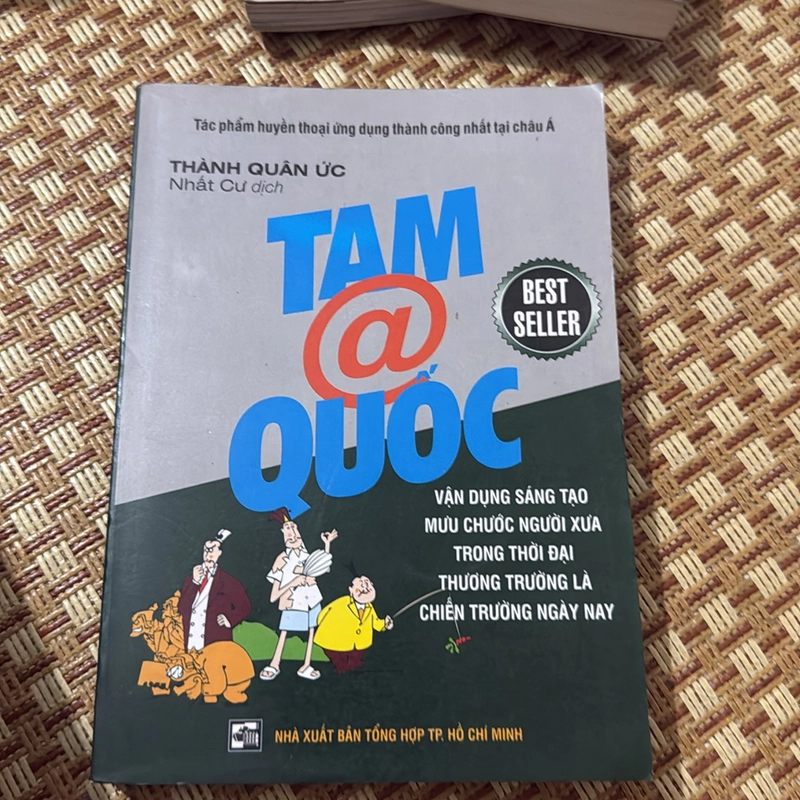 Tác phẩm huyền thoại ứng dụng thành công nhất tại châu Á
THÀNH QUÂN ỨC
Nhất Cư dịch
TAM
@
QUỐC
BEST
SELLER
VẬN DỤNG SÁNG TẠO
MƯU CHƯỚC NGƯỜI XƯA
TRONG THỜI ĐẠI
THƯƠNG TRƯỜNG LÀ
CHIẾN TRƯỜNG NGÀY NAY
NHÀ XUẤT BẢN TỔNG HỢP TP. HỒ CHÍ MINH